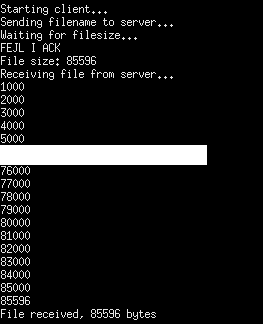 Starting client...
Sending filename to server...
Waiting for filesize...
FEJL I ACK
File size: 85596
Receiving file from server...
1000
2000
3000
4000
5000
76000
77000
78000
79000
80000
81000
82000
83000
84000
85000
85596
File received, 85596 bytes